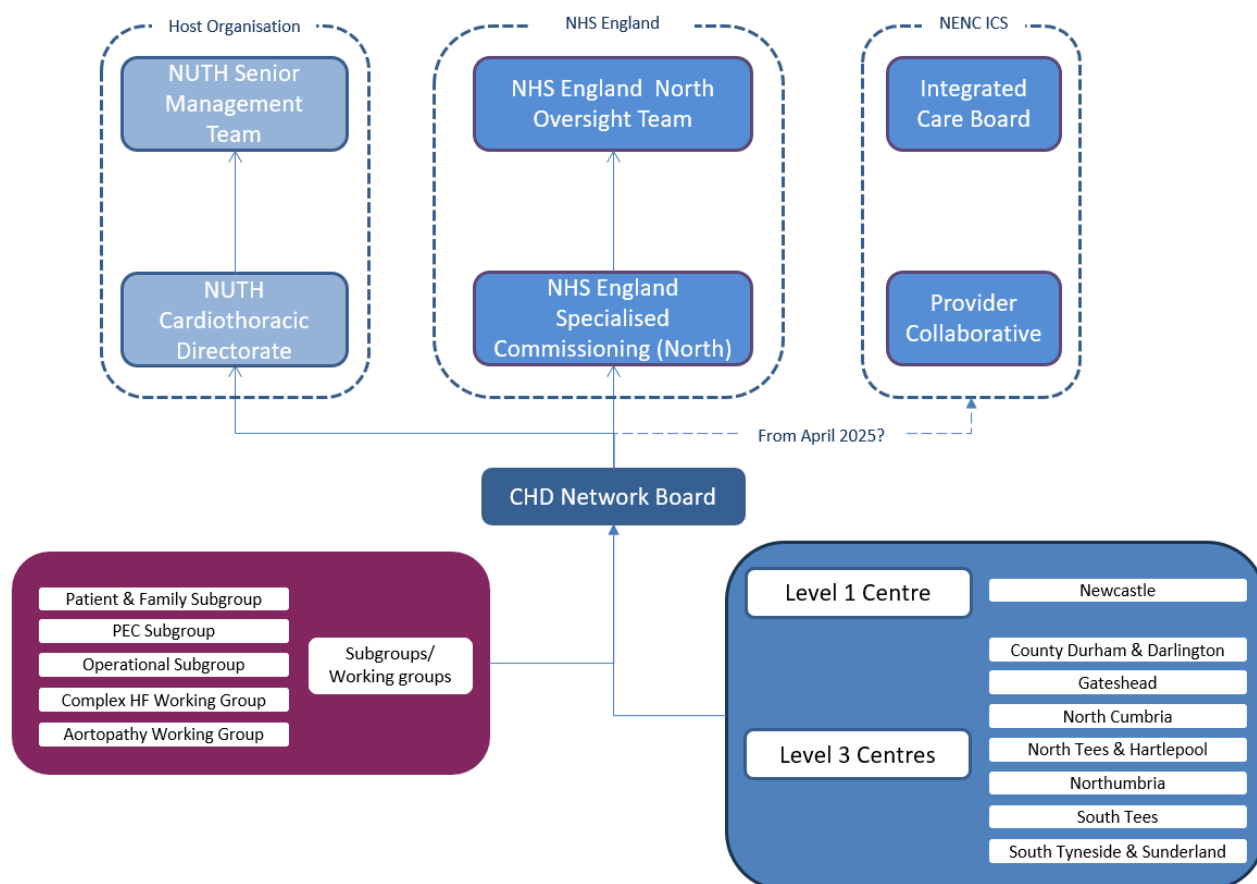 Host Organisation
NHS England
NENC ICS
NUTH Senior
Management
Team
NHS England  North
Oversight Team
Integrated
Care Board
NUTH
Cardiothoracic
Directorate
NHS England
Specialised
Commissioning (North)
Provider
Collaborative
From April 2025?
CHD Network Board
Patient & Family Subgroup
PEC Subgroup
Operational Subgroup
Complex HF Working Group
Aortopathy Working Group
Subgroups/
Working groups
Level 1 Centre
Newcastle
Level 3 Centres
County Durham & Darlington
Gateshead
North Cumbria
North Tees & Hartlepool
Northumbria
South Tees
South Tyneside & Sunderland